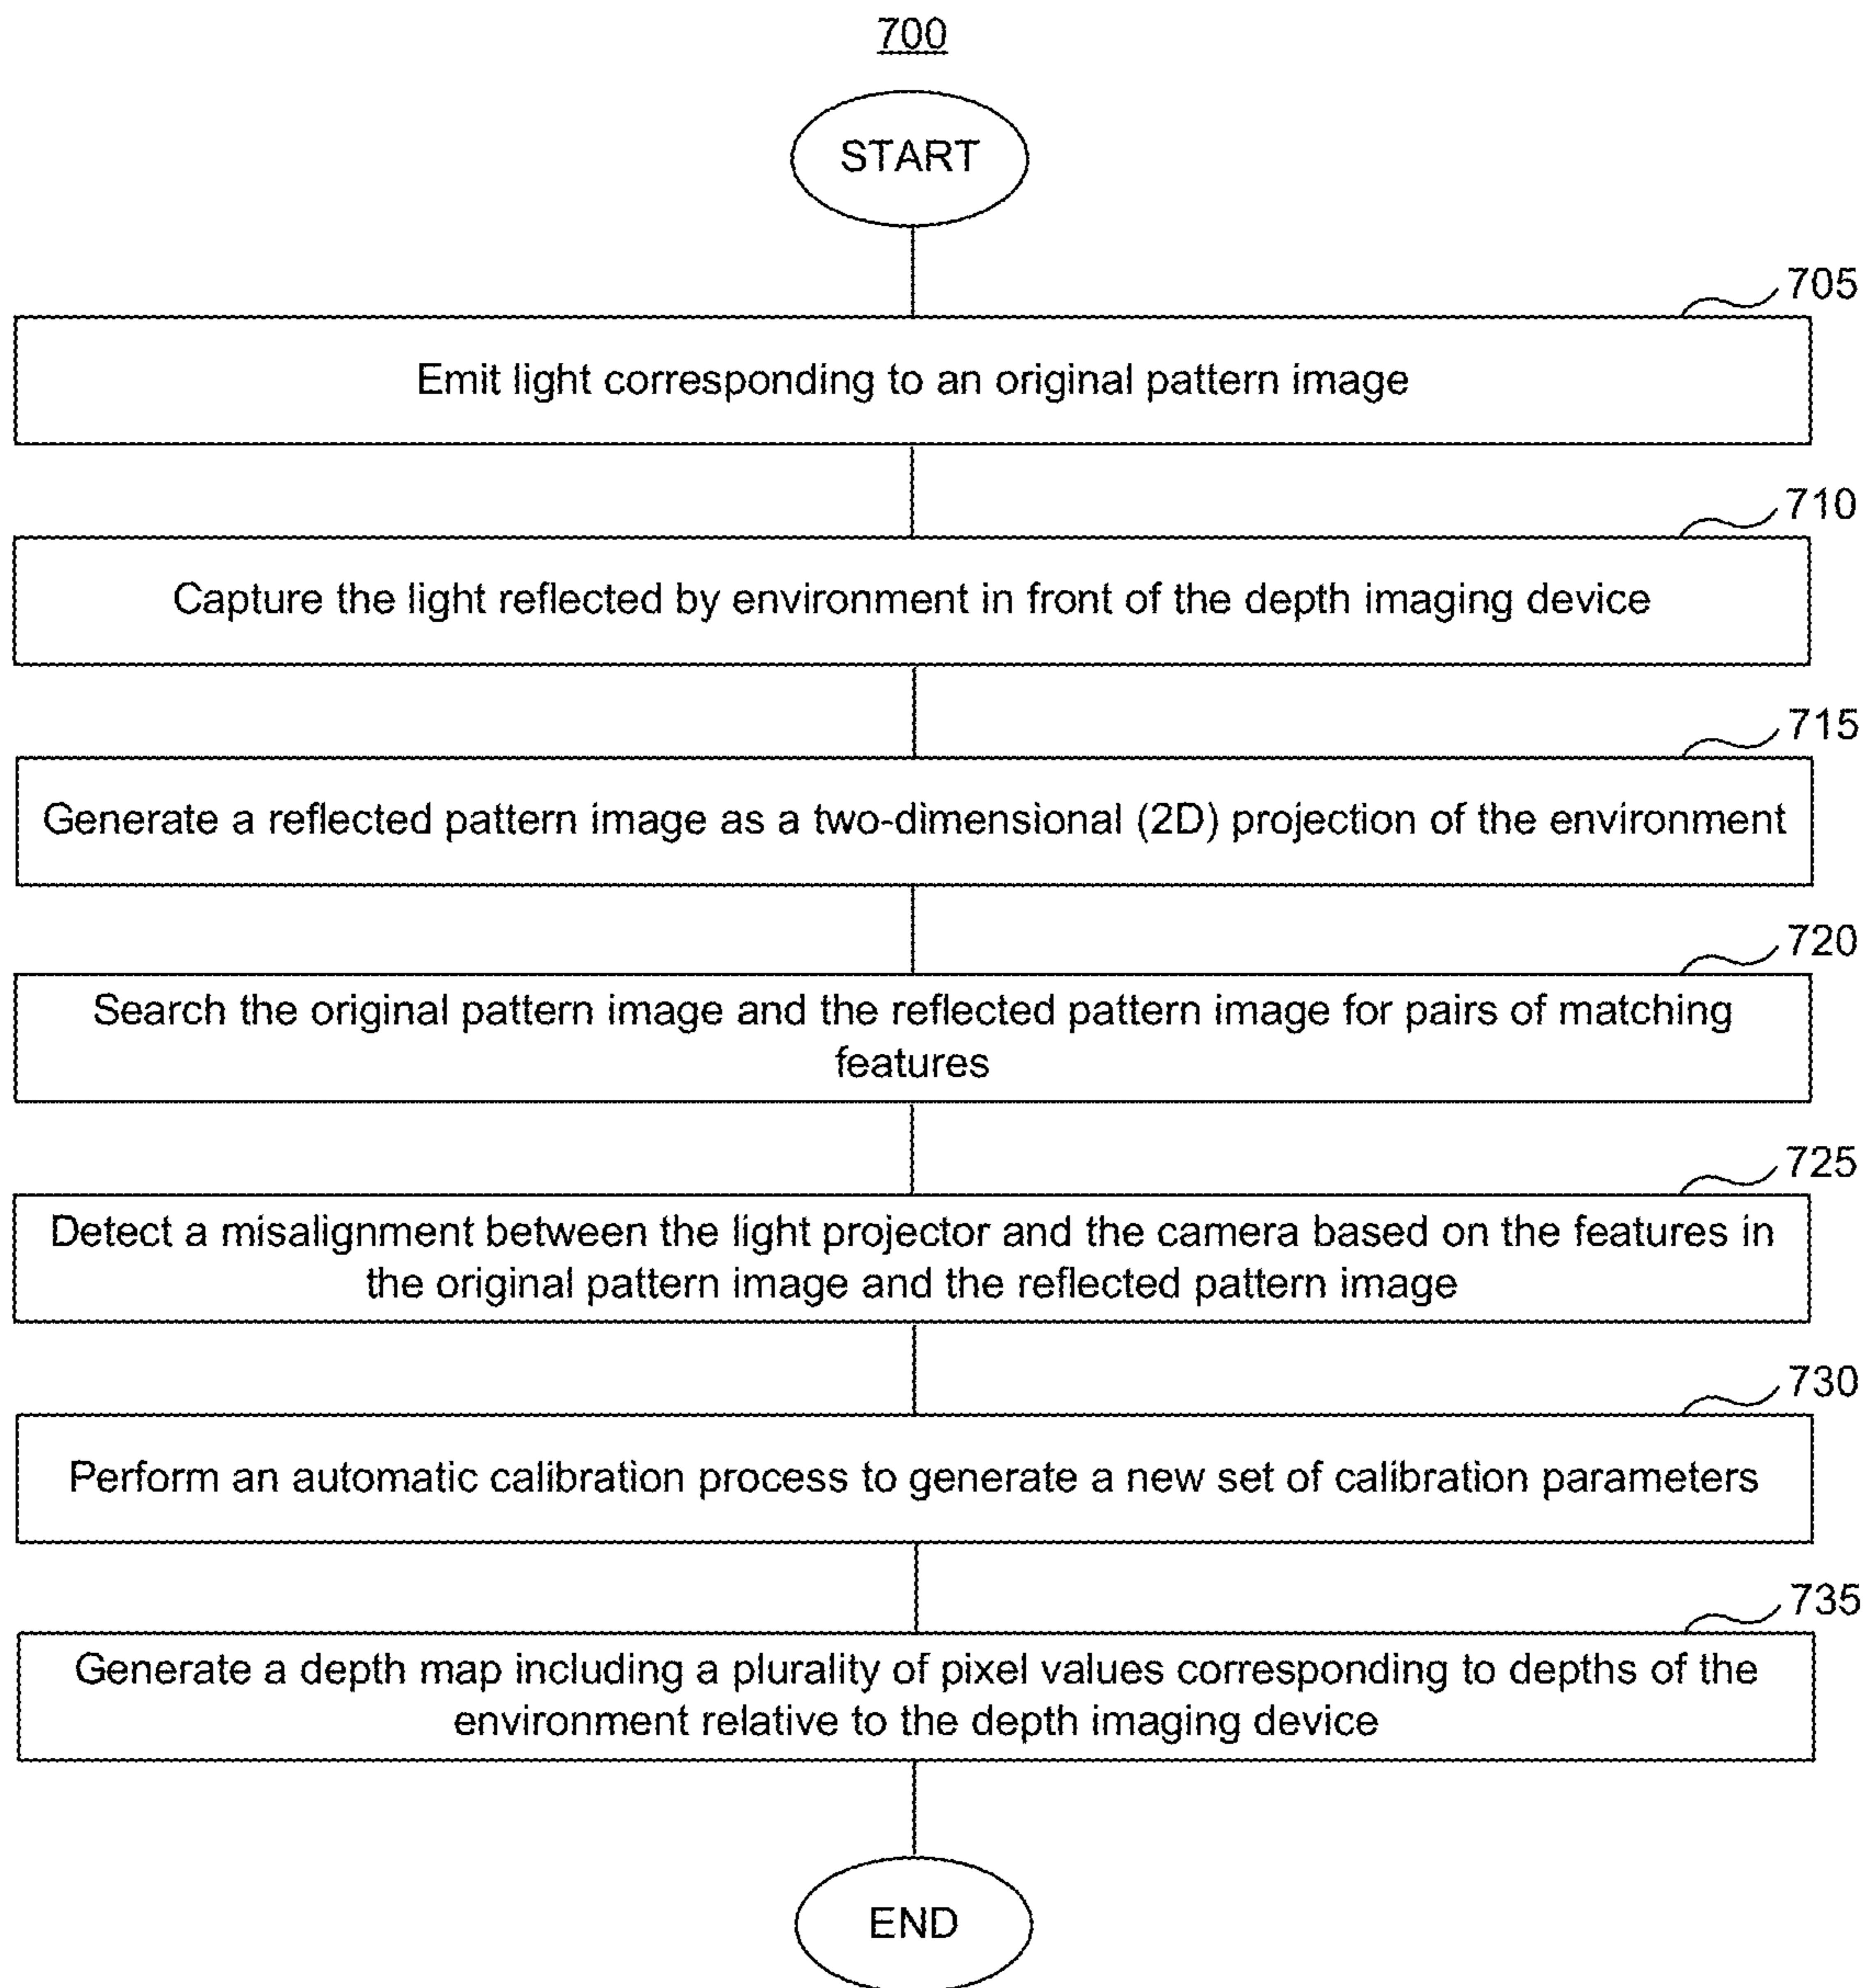 700
START
705
Emit light corresponding to an original pattern image
710
Capture the light reflected by environment in front of the depth imaging device
715
Generate a reflected pattern image as a two-dimensional (2D) projection of the environment
720
Search the original pattern image and the reflected pattern image for pairs of matching
features
725
Detect a misalignment between the light projector and the camera based on the features in
the original pattern image and the reflected pattern image
730
Perform an automatic calibration process to generate a new set of calibration parameters
735
Generate a depth map including a plurality of pixel values corresponding to depths of the
environment relative to the depth imaging device
END